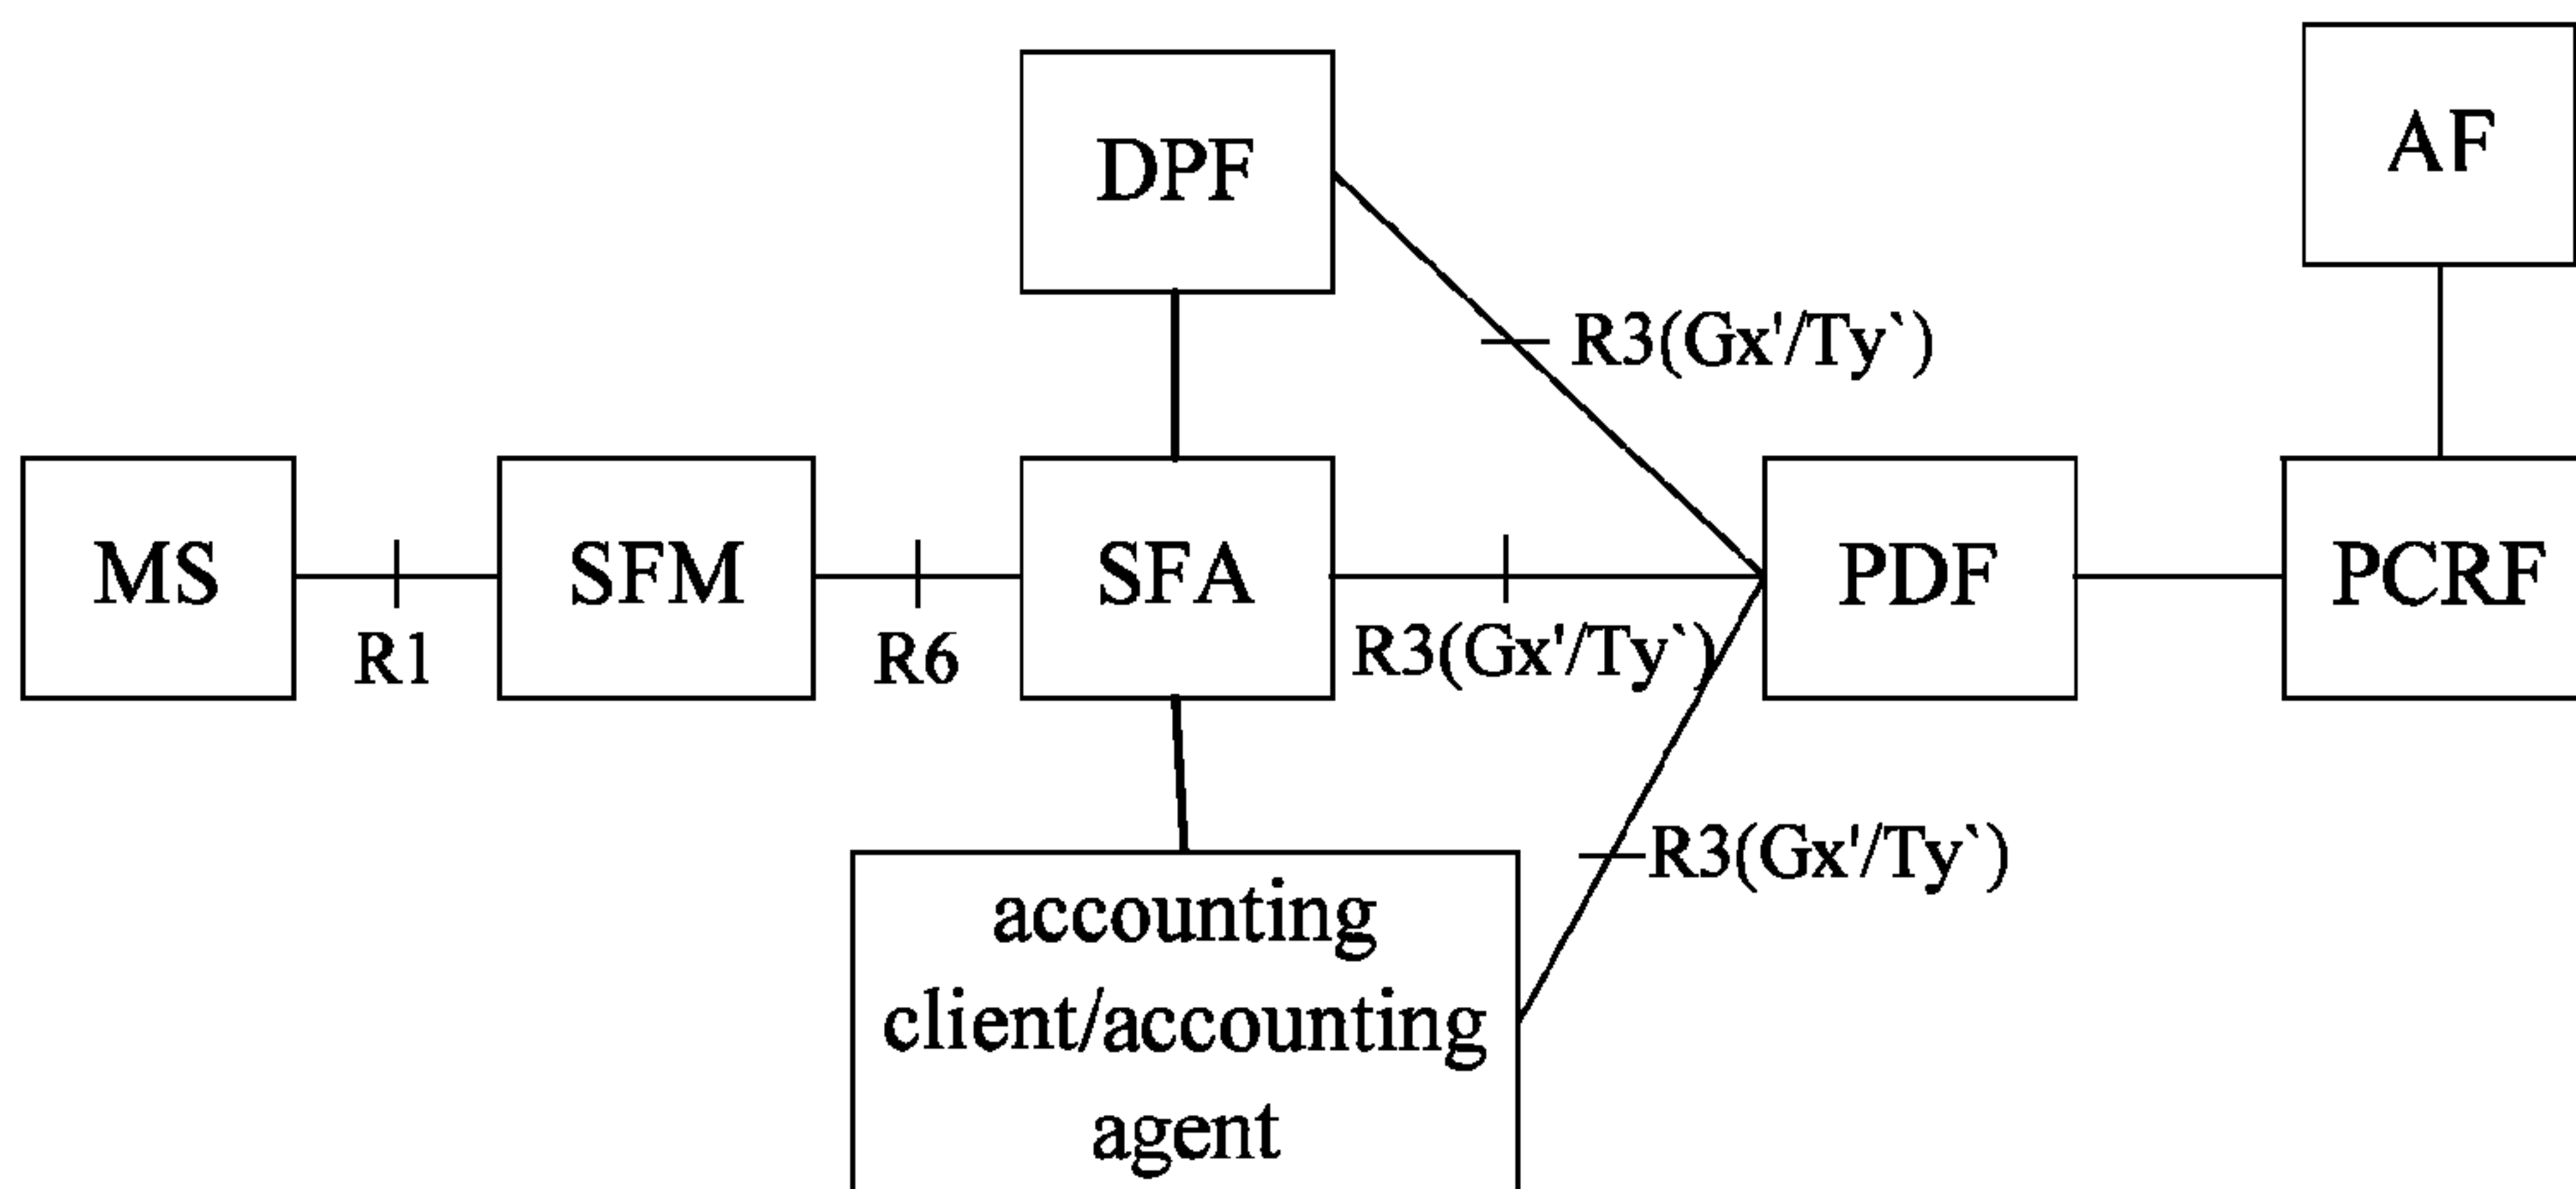 DPF
AF
R3(Gx'/Ty`)
MS
SFM
SFA
PDF
PCRF
R1
R6
R3(Gx'/Ty`)
R3(Gx'/Ty`)
accounting
client/accounting
agent